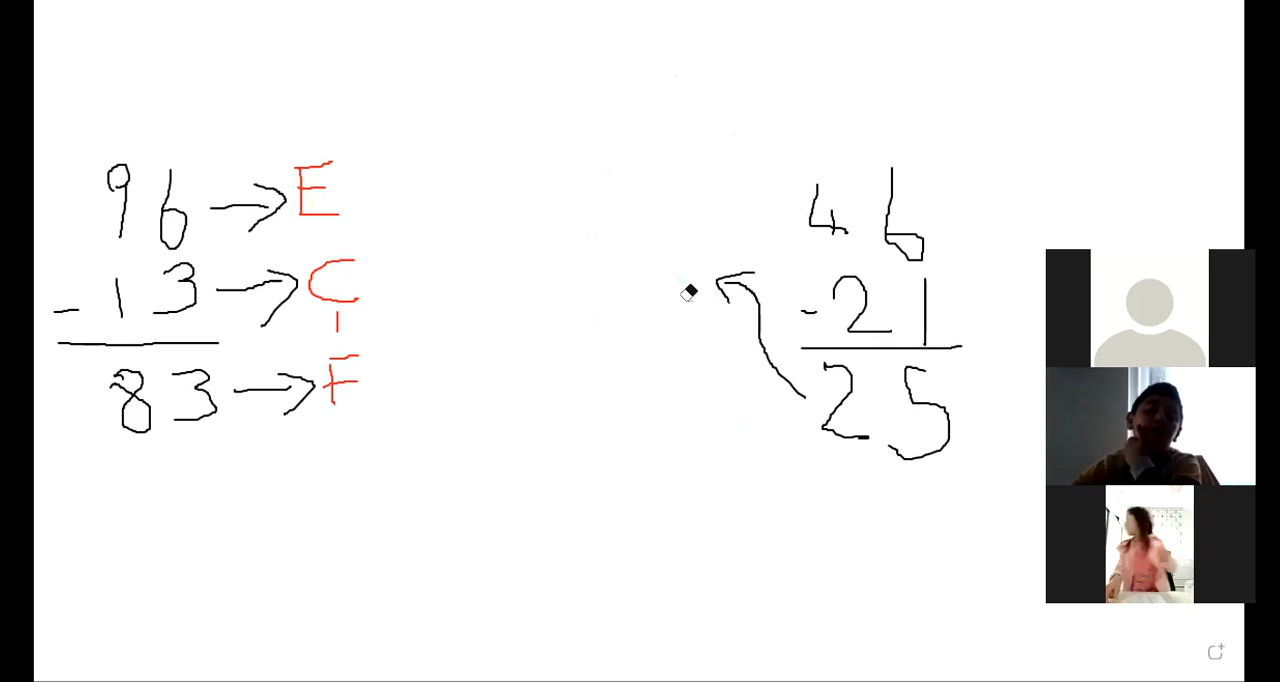 96 → E
- 13 → C
83 → F
46
- 21
25